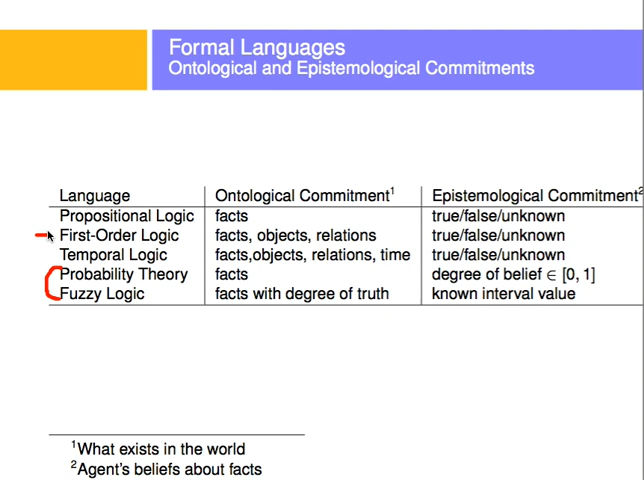 Formal Languages
Ontological and Epistemological Commitments
Language Ontological Commitment1 Epistemological Commitment2
Propositional Logic facts true/false/unknown
First-Order Logic facts, objects, relations true/false/unknown
Temporal Logic facts,objects, relations, time true/false/unknown
Probability Theory facts degree of belief ∈ [0, 1]
Fuzzy Logic facts with degree of truth known interval value
1What exists in the world
2Agent's beliefs about facts